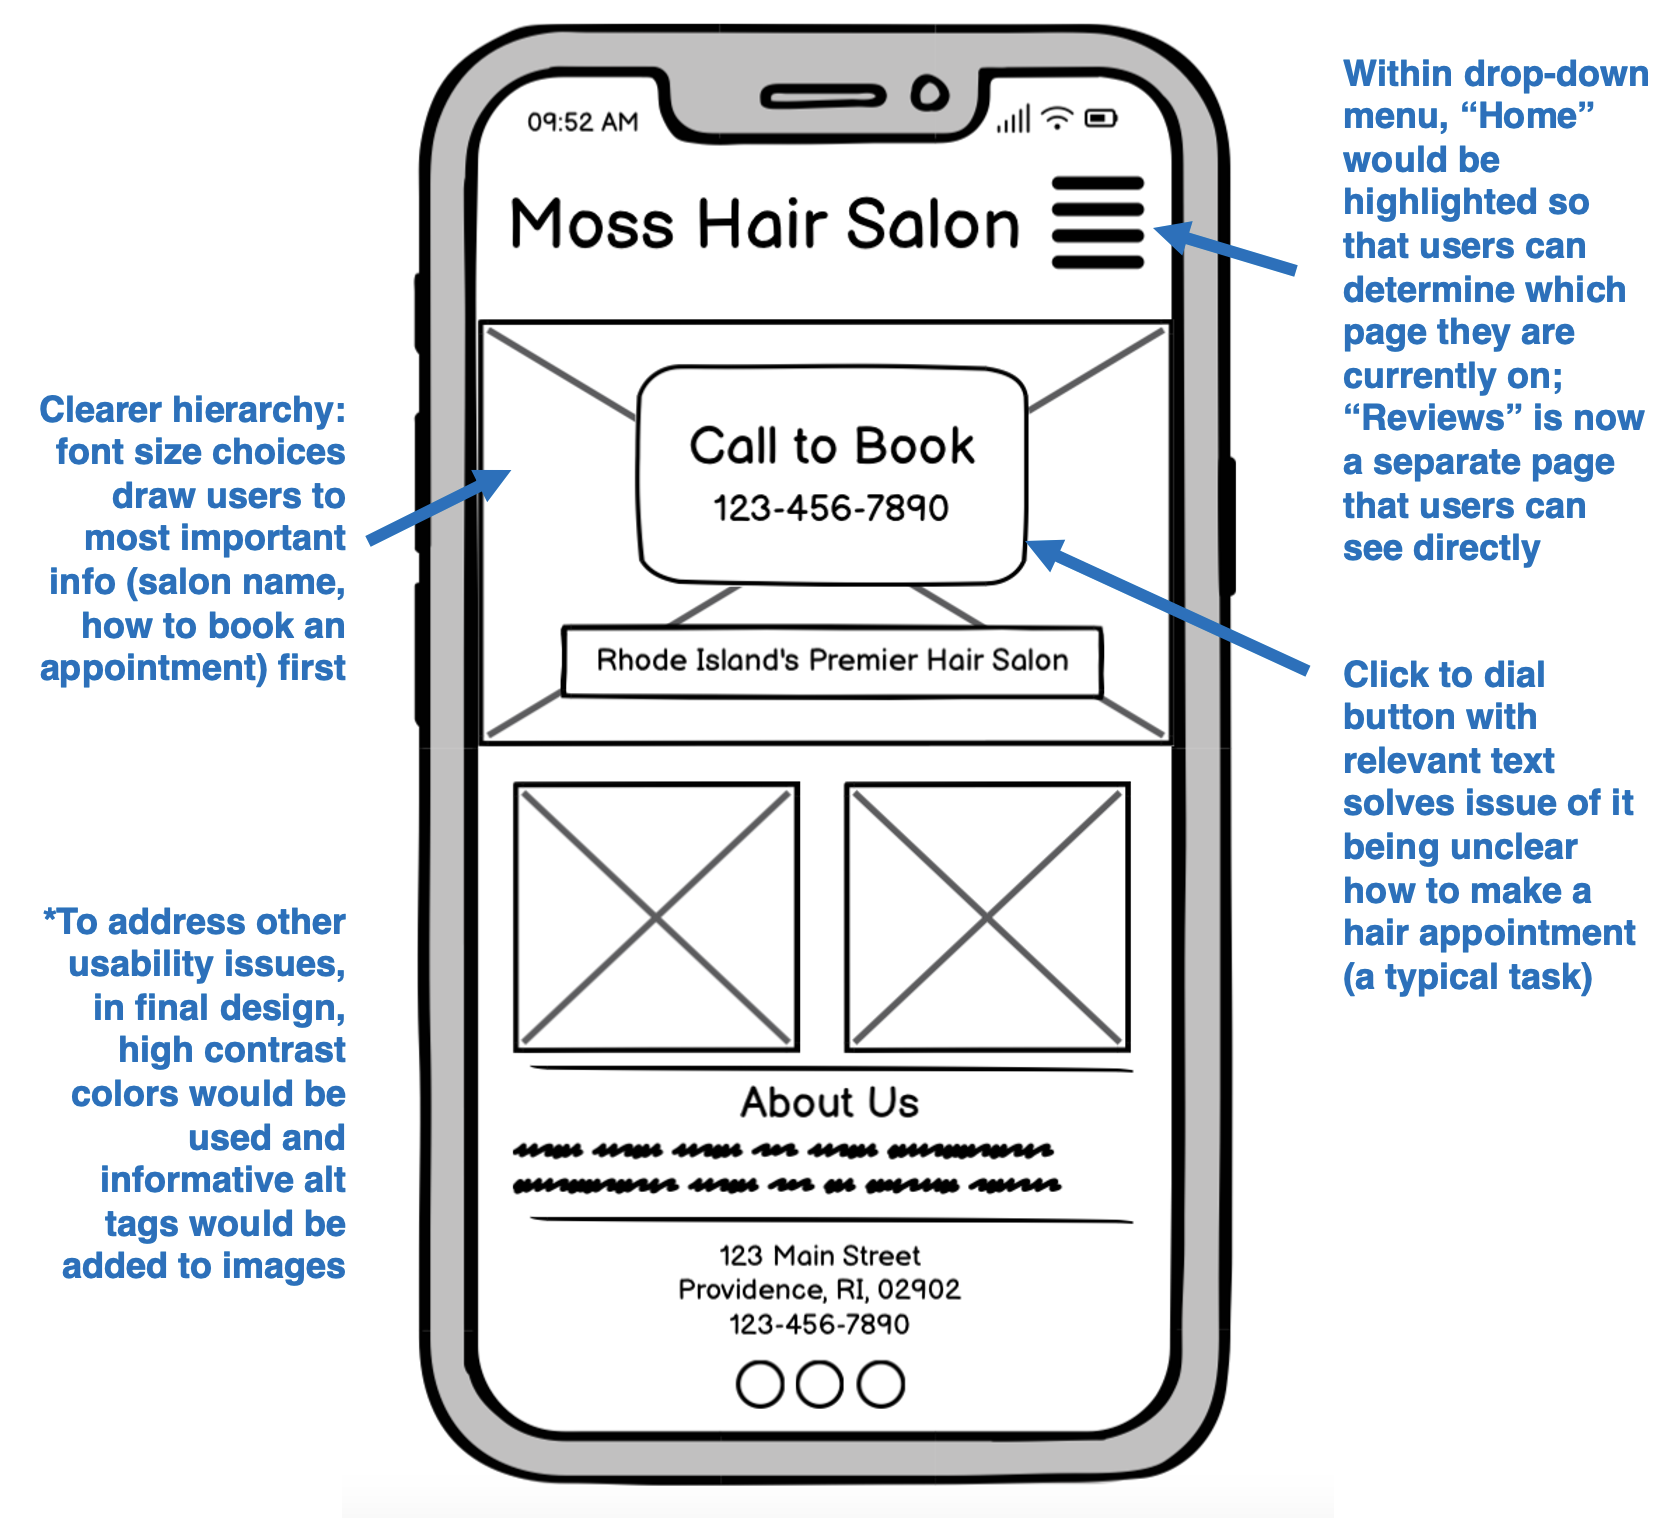 09:52 AM
Moss Hair Salon
Call to Book
123-456-7890
Rhode Island's Premier Hair Salon
About Us
123 Main Street
Providence, RI, 02902
123-456-7890
Clearer hierarchy:
font size choices
draw users to
most important
info (salon name,
how to book an
appointment) first
*To address other
usability issues,
in final design,
high contrast
colors would be
used and
informative alt
tags would be
added to images
Within drop-down
menu, “Home”
would be
highlighted so
that users can
determine which
page they are
currently on;
“Reviews” is now
a separate page
that users can
see directly
Click to dial
button with
relevant text
solves issue of it
being unclear
how to make a
hair appointment
(a typical task)